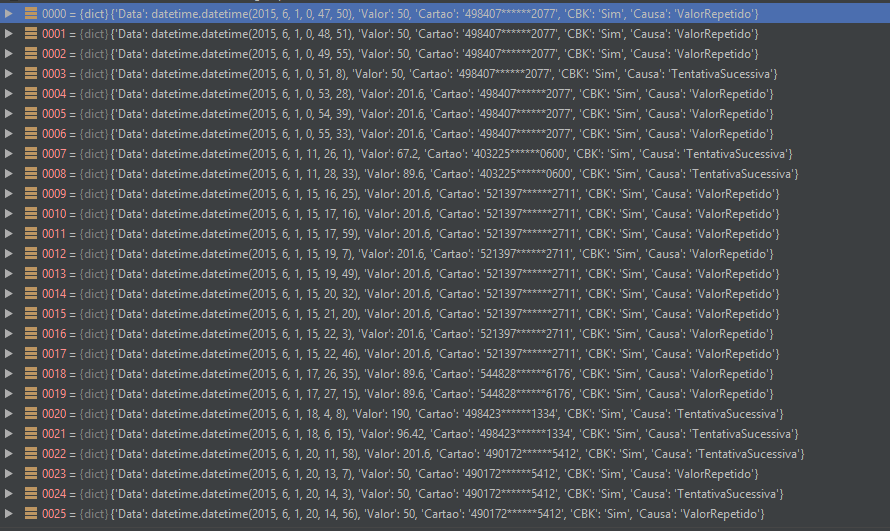 0000 = {dict} {'Data': datetime.datetime(2015, 6, 1, 0, 47, 50), 'Valor': 50, 'Cartao': '498407******2077', 'CBK': 'Sim', 'Causa': 'ValorRepetido'}
0001 = {dict} {'Data': datetime.datetime(2015, 6, 1, 0, 48, 51), 'Valor': 50, 'Cartao': '498407******2077', 'CBK': 'Sim', 'Causa': 'ValorRepetido'}
0002 = {dict} {'Data': datetime.datetime(2015, 6, 1, 0, 49, 55), 'Valor': 50, 'Cartao': '498407******2077', 'CBK': 'Sim', 'Causa': 'ValorRepetido'}
0003 = {dict} {'Data': datetime.datetime(2015, 6, 1, 0, 51, 8), 'Valor': 50, 'Cartao': '498407******2077', 'CBK': 'Sim', 'Causa': 'TentativaSucessiva'}
0004 = {dict} {'Data': datetime.datetime(2015, 6, 1, 0, 53, 28), 'Valor': 201.6, 'Cartao': '498407******2077', 'CBK': 'Sim', 'Causa': 'ValorRepetido'}
0005 = {dict} {'Data': datetime.datetime(2015, 6, 1, 0, 54, 39), 'Valor': 201.6, 'Cartao': '498407******2077', 'CBK': 'Sim', 'Causa': 'ValorRepetido'}
0006 = {dict} {'Data': datetime.datetime(2015, 6, 1, 0, 55, 33), 'Valor': 201.6, 'Cartao': '498407******2077', 'CBK': 'Sim', 'Causa': 'ValorRepetido'}
0007 = {dict} {'Data': datetime.datetime(2015, 6, 1, 11, 26, 1), 'Valor': 67.2, 'Cartao': '403225******0600', 'CBK': 'Sim', 'Causa': 'TentativaSucessiva'}
0008 = {dict} {'Data': datetime.datetime(2015, 6, 1, 11, 28, 33), 'Valor': 89.6, 'Cartao': '403225******0600', 'CBK': 'Sim', 'Causa': 'TentativaSucessiva'}
0009 = {dict} {'Data': datetime.datetime(2015, 6, 1, 15, 16, 25), 'Valor': 201.6, 'Cartao': '521397******2711', 'CBK': 'Sim', 'Causa': 'ValorRepetido'}
0010 = {dict} {'Data': datetime.datetime(2015, 6, 1, 15, 17, 16), 'Valor': 201.6, 'Cartao': '521397******2711', 'CBK': 'Sim', 'Causa': 'ValorRepetido'}
0011 = {dict} {'Data': datetime.datetime(2015, 6, 1, 15, 17, 59), 'Valor': 201.6, 'Cartao': '521397******2711', 'CBK': 'Sim', 'Causa': 'ValorRepetido'}
0012 = {dict} {'Data': datetime.datetime(2015, 6, 1, 15, 19, 7), 'Valor': 201.6, 'Cartao': '521397******2711', 'CBK': 'Sim', 'Causa': 'ValorRepetido'}
0013 = {dict} {'Data': datetime.datetime(2015, 6, 1, 15, 19, 49), 'Valor': 201.6, 'Cartao': '521397******2711', 'CBK': 'Sim', 'Causa': 'ValorRepetido'}
0014 = {dict} {'Data': datetime.datetime(2015, 6, 1, 15, 20, 32), 'Valor': 201.6, 'Cartao': '521397******2711', 'CBK': 'Sim', 'Causa': 'ValorRepetido'}
0015 = {dict} {'Data': datetime.datetime(2015, 6, 1, 15, 21, 20), 'Valor': 201.6, 'Cartao': '521397******2711', 'CBK': 'Sim', 'Causa': 'ValorRepetido'}
0016 = {dict} {'Data': datetime.datetime(2015, 6, 1, 15, 22, 3), 'Valor': 201.6, 'Cartao': '521397******2711', 'CBK': 'Sim', 'Causa': 'ValorRepetido'}
0017 = {dict} {'Data': datetime.datetime(2015, 6, 1, 15, 22, 46), 'Valor': 201.6, 'Cartao': '521397******2711', 'CBK': 'Sim', 'Causa': 'ValorRepetido'}
0018 = {dict} {'Data': datetime.datetime(2015, 6, 1, 17, 26, 35), 'Valor': 89.6, 'Cartao': '544828******6176', 'CBK': 'Sim', 'Causa': 'ValorRepetido'}
0019 = {dict} {'Data': datetime.datetime(2015, 6, 1, 17, 27, 15), 'Valor': 89.6, 'Cartao': '544828******6176', 'CBK': 'Sim', 'Causa': 'ValorRepetido'}
0020 = {dict} {'Data': datetime.datetime(2015, 6, 1, 18, 4, 8), 'Valor': 190, 'Cartao': '498423******1334', 'CBK': 'Sim', 'Causa': 'TentativaSucessiva'}
0021 = {dict} {'Data': datetime.datetime(2015, 6, 1, 18, 6, 15), 'Valor': 96.42, 'Cartao': '498423******1334', 'CBK': 'Sim', 'Causa': 'TentativaSucessiva'}
0022 = {dict} {'Data': datetime.datetime(2015, 6, 1, 20, 11, 58), 'Valor': 201.6, 'Cartao': '490172******5412', 'CBK': 'Sim', 'Causa': 'TentativaSucessiva'}
0023 = {dict} {'Data': datetime.datetime(2015, 6, 1, 20, 13, 7), 'Valor': 50, 'Cartao': '490172******5412', 'CBK': 'Sim', 'Causa': 'ValorRepetido'}
0024 = {dict} {'Data': datetime.datetime(2015, 6, 1, 20, 14, 3), 'Valor': 50, 'Cartao': '490172******5412', 'CBK': 'Sim', 'Causa': 'TentativaSucessiva'}
0025 = {dict} {'Data': datetime.datetime(2015, 6, 1, 20, 14, 56), 'Valor': 50, 'Cartao': '490172******5412', 'CBK': 'Sim', 'Causa': 'ValorRepetido'}